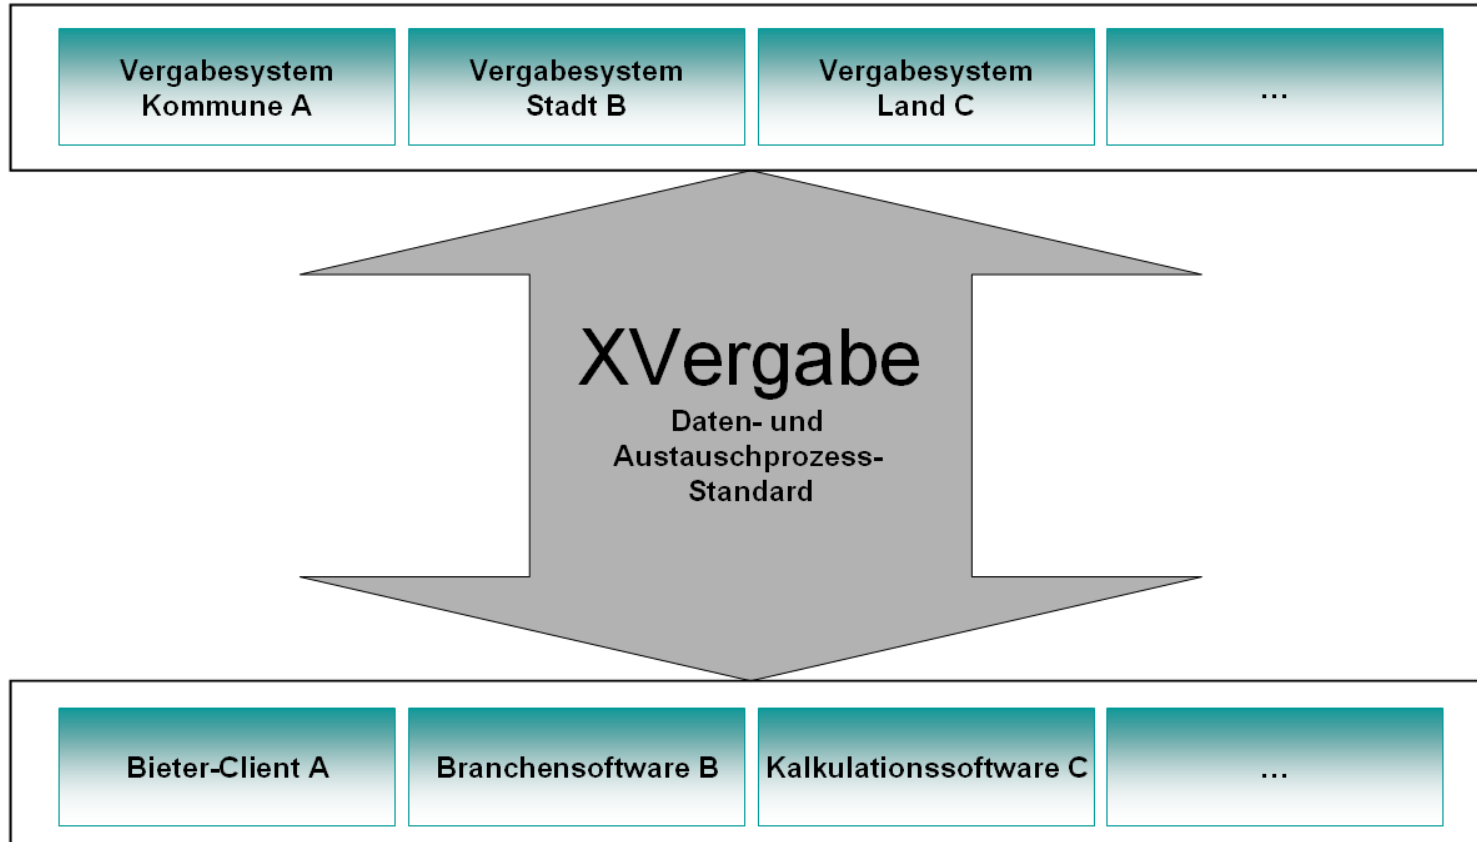 Vergabesystem
Kommune A
Vergabesystem
Stadt B
Vergabesystem
Land C
...
XVergabe
Daten- und
Austauschprozess-
Standard
Bieter-Client A
Branchensoftware B
Kalkulationssoftware C
...